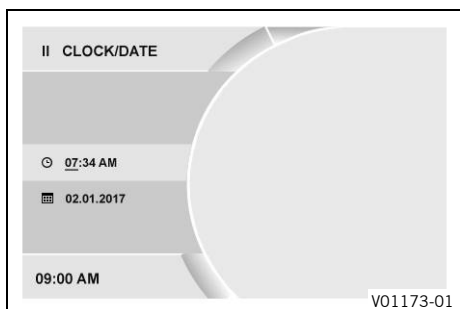 II CLOCK/DATE
07:34 AM
02.01.2017
09:00 AM
V01173-01